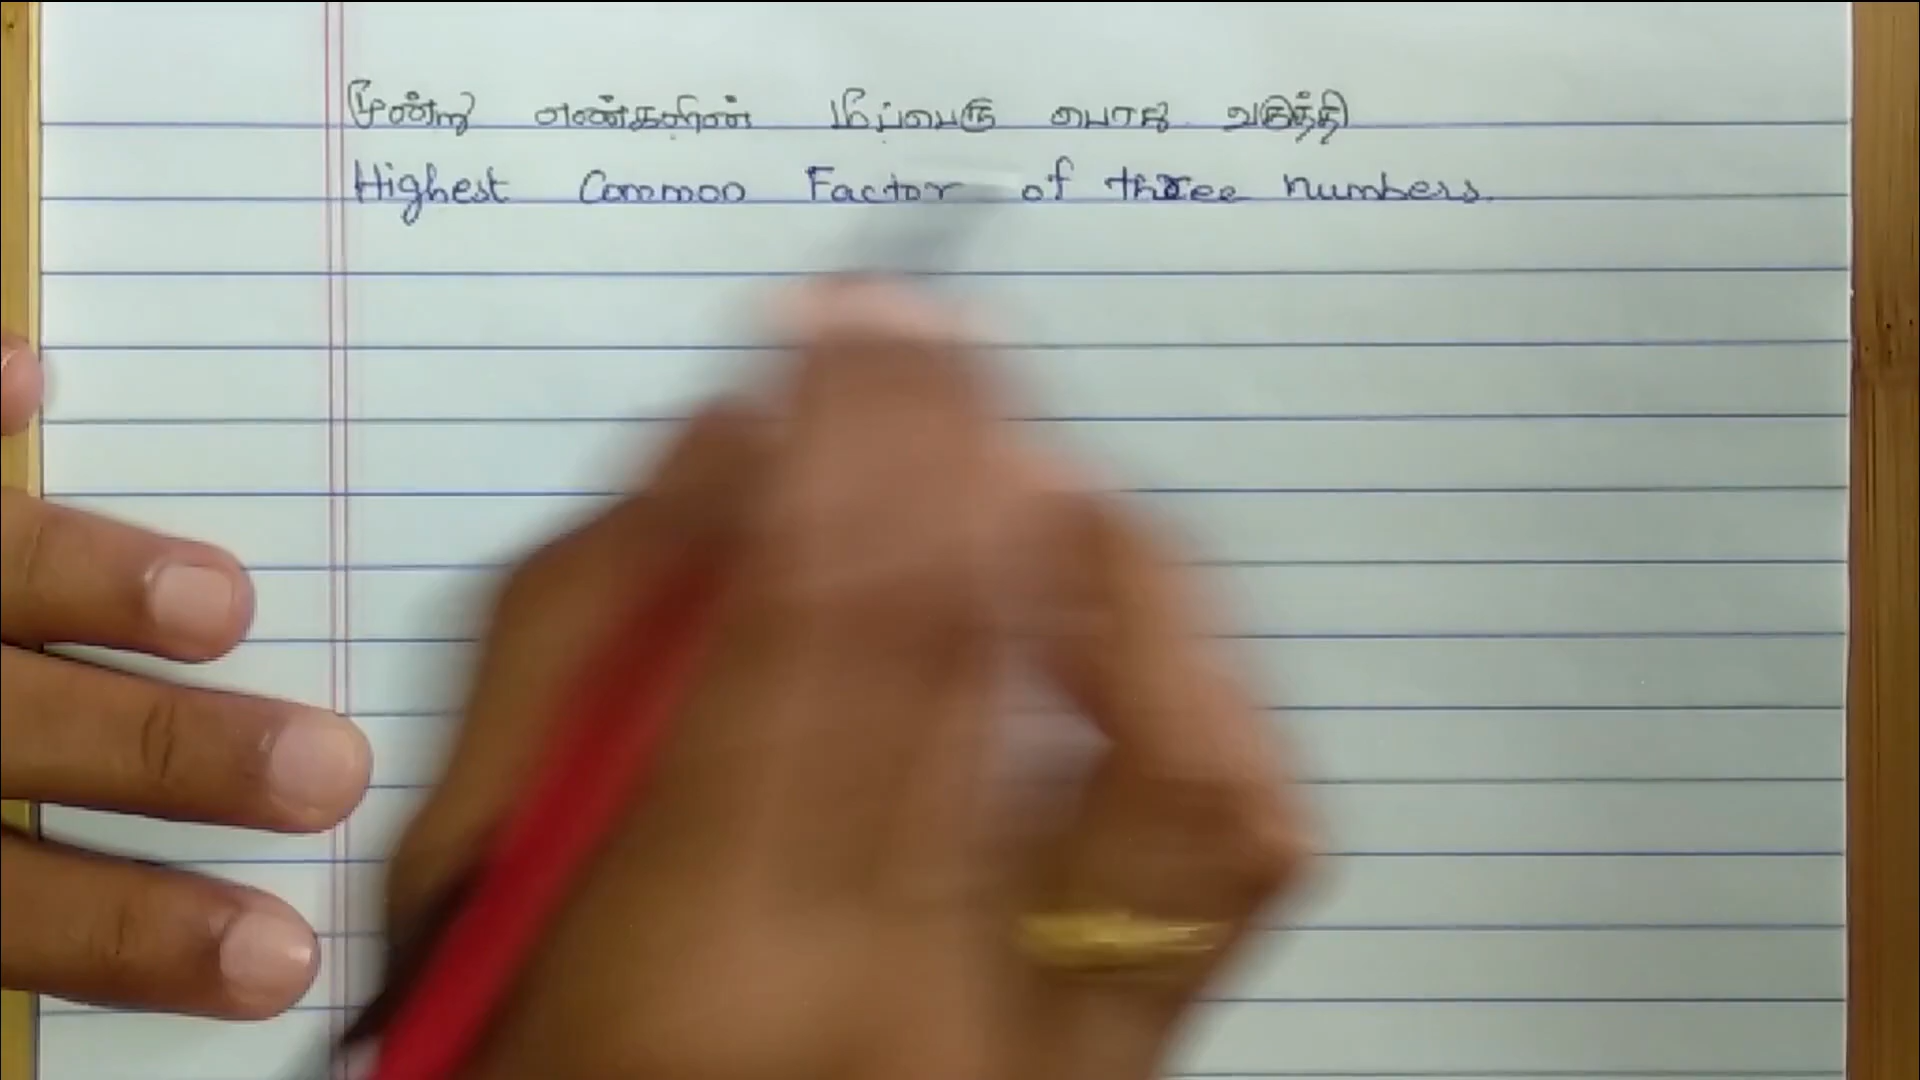 மூன்று எண்களின் மீப்பெரு பொது வகுத்தி
Highest Common Factor of three numbers.